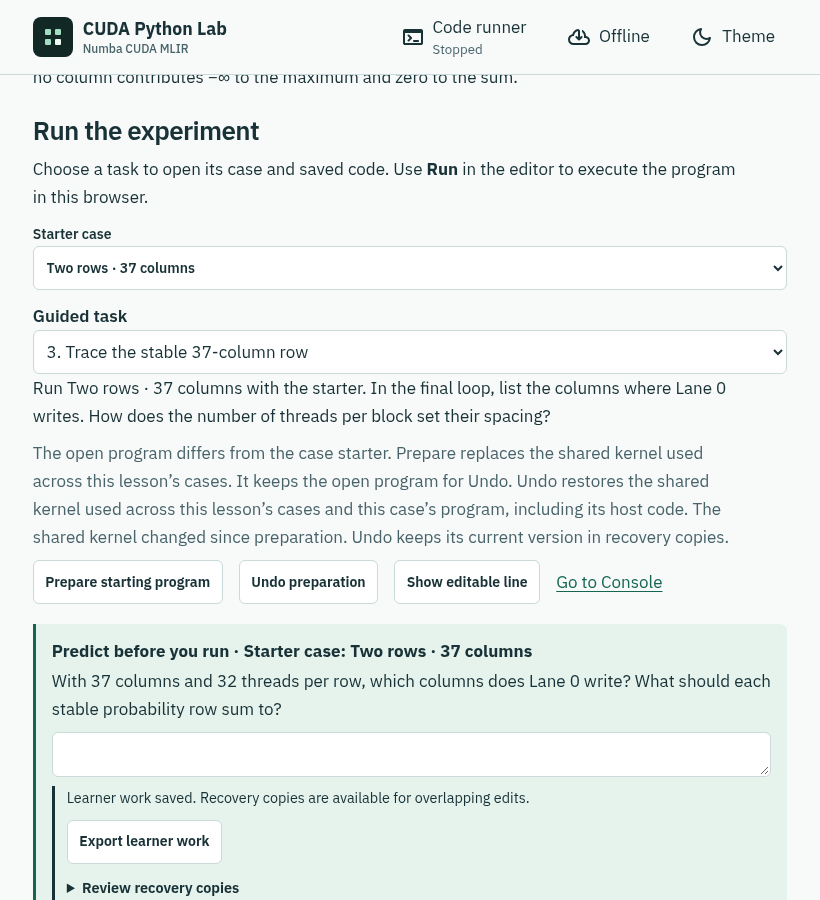 CUDA Python Lab
Numba CUDA MLIR
Code runner
Stopped
Offline
Theme
no column contributes −∞ to the maximum and zero to the sum.
Run the experiment
Choose a task to open its case and saved code. Use Run in the editor to execute the program
in this browser.
Starter case
Two rows · 37 columns
Guided task
3. Trace the stable 37-column row
Run Two rows · 37 columns with the starter. In the final loop, list the columns where Lane 0
writes. How does the number of threads per block set their spacing?
The open program differs from the case starter. Prepare replaces the shared kernel used
across this lesson’s cases. It keeps the open program for Undo. Undo restores the shared
kernel used across this lesson’s cases and this case’s program, including its host code. The
shared kernel changed since preparation. Undo keeps its current version in recovery copies.
Prepare starting program
Undo preparation
Show editable line
Go to Console
Predict before you run · Starter case: Two rows · 37 columns
With 37 columns and 32 threads per row, which columns does Lane 0 write? What should each
stable probability row sum to?
Learner work saved. Recovery copies are available for overlapping edits.
Export learner work
Review recovery copies